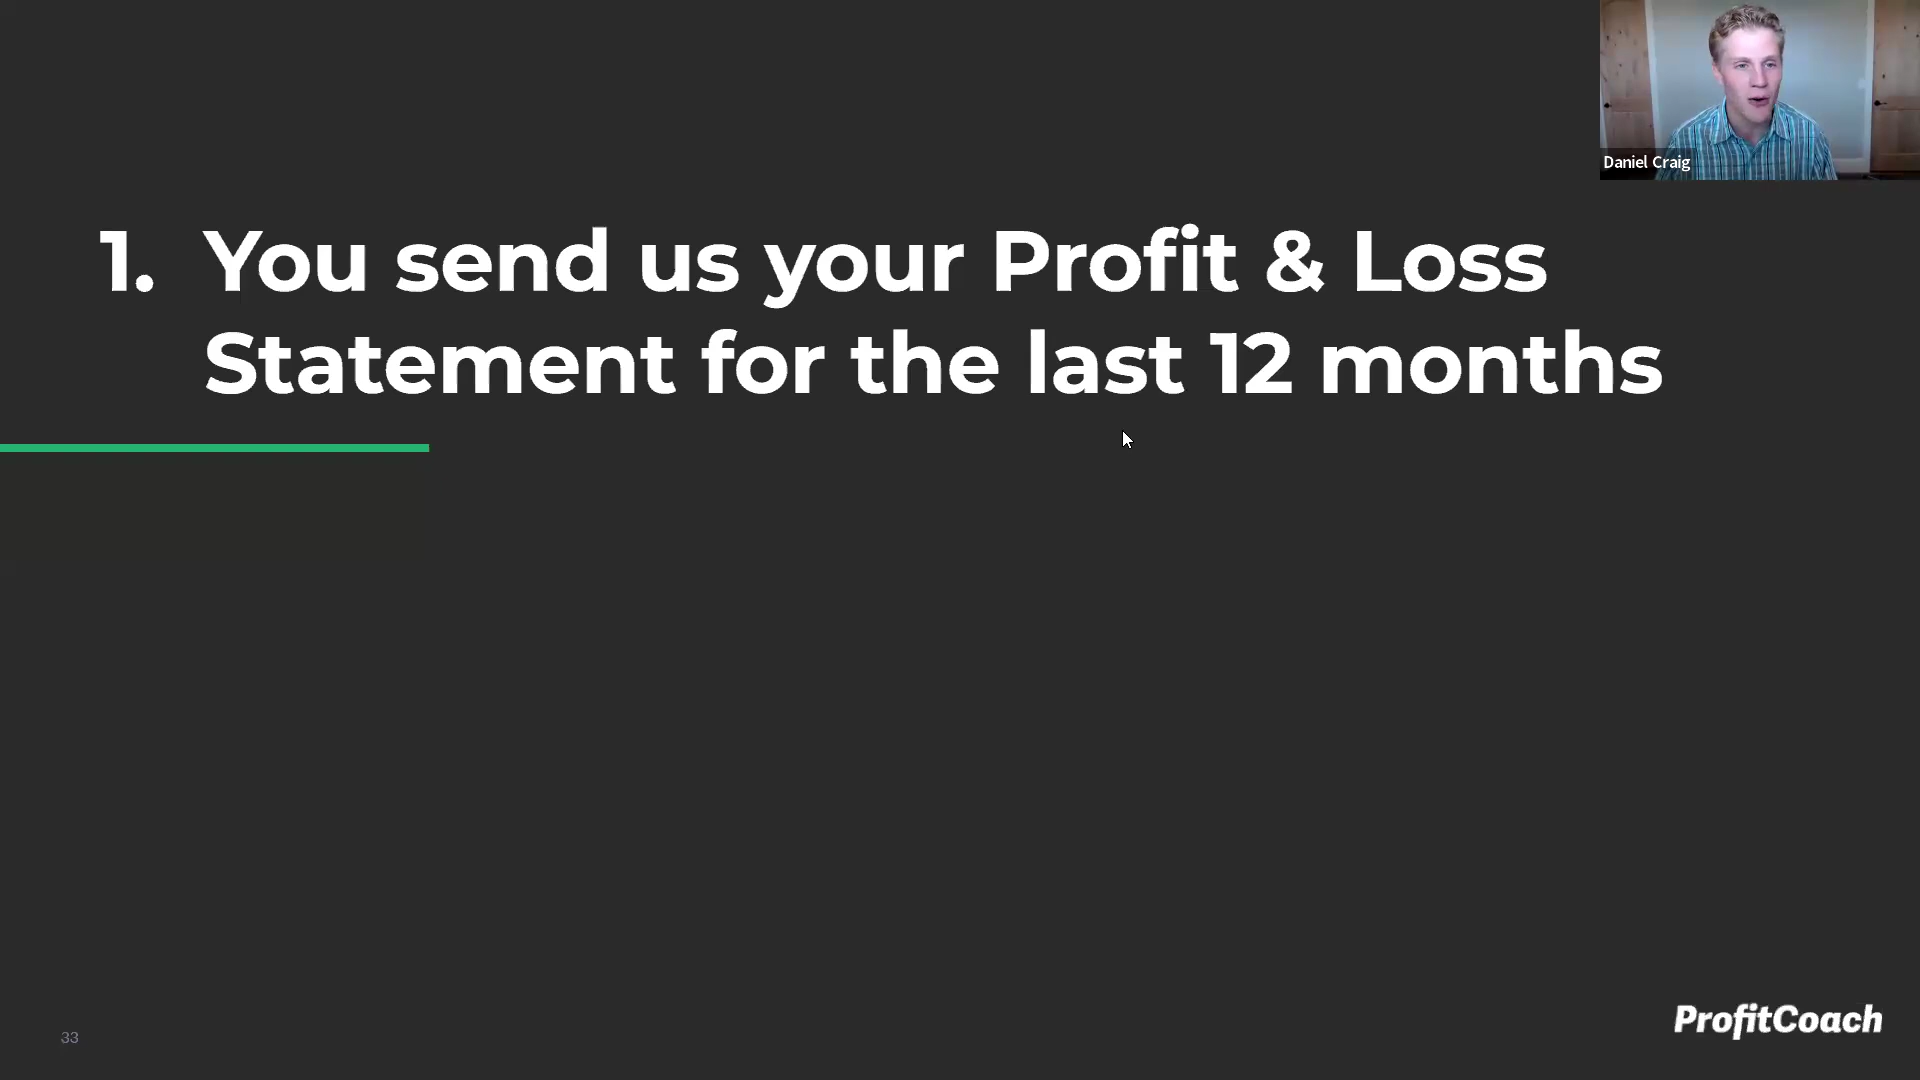 Daniel Craig
1. You send us your Profit & Loss
Statement for the last 12 months
33
ProfitCoach